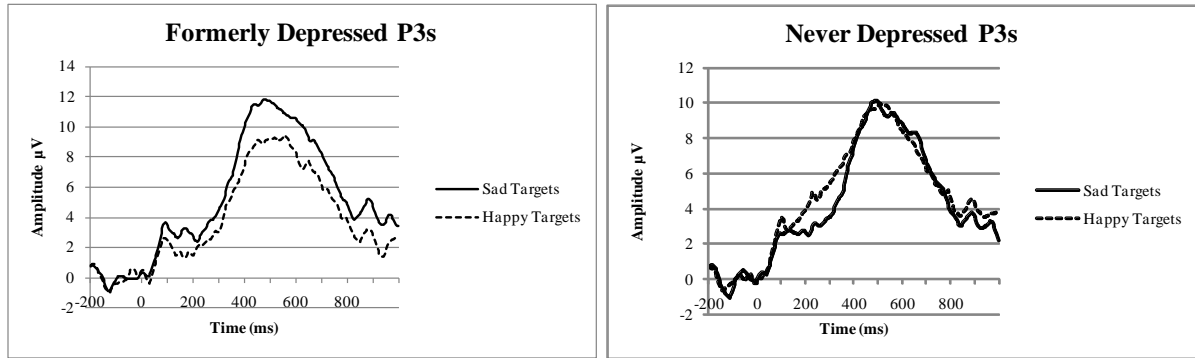 Formerly Depressed P3s
14
12
10
8
6
4
2
0
-2
-200 0 200 400 600 800
Amplitude µV
Time (ms)
Sad Targets
Happy Targets
Never Depressed P3s
12
10
8
6
4
2
0
-2
-200 0 200 400 600 800
Amplitude µV
Time (ms)
Sad Targets
Happy Targets